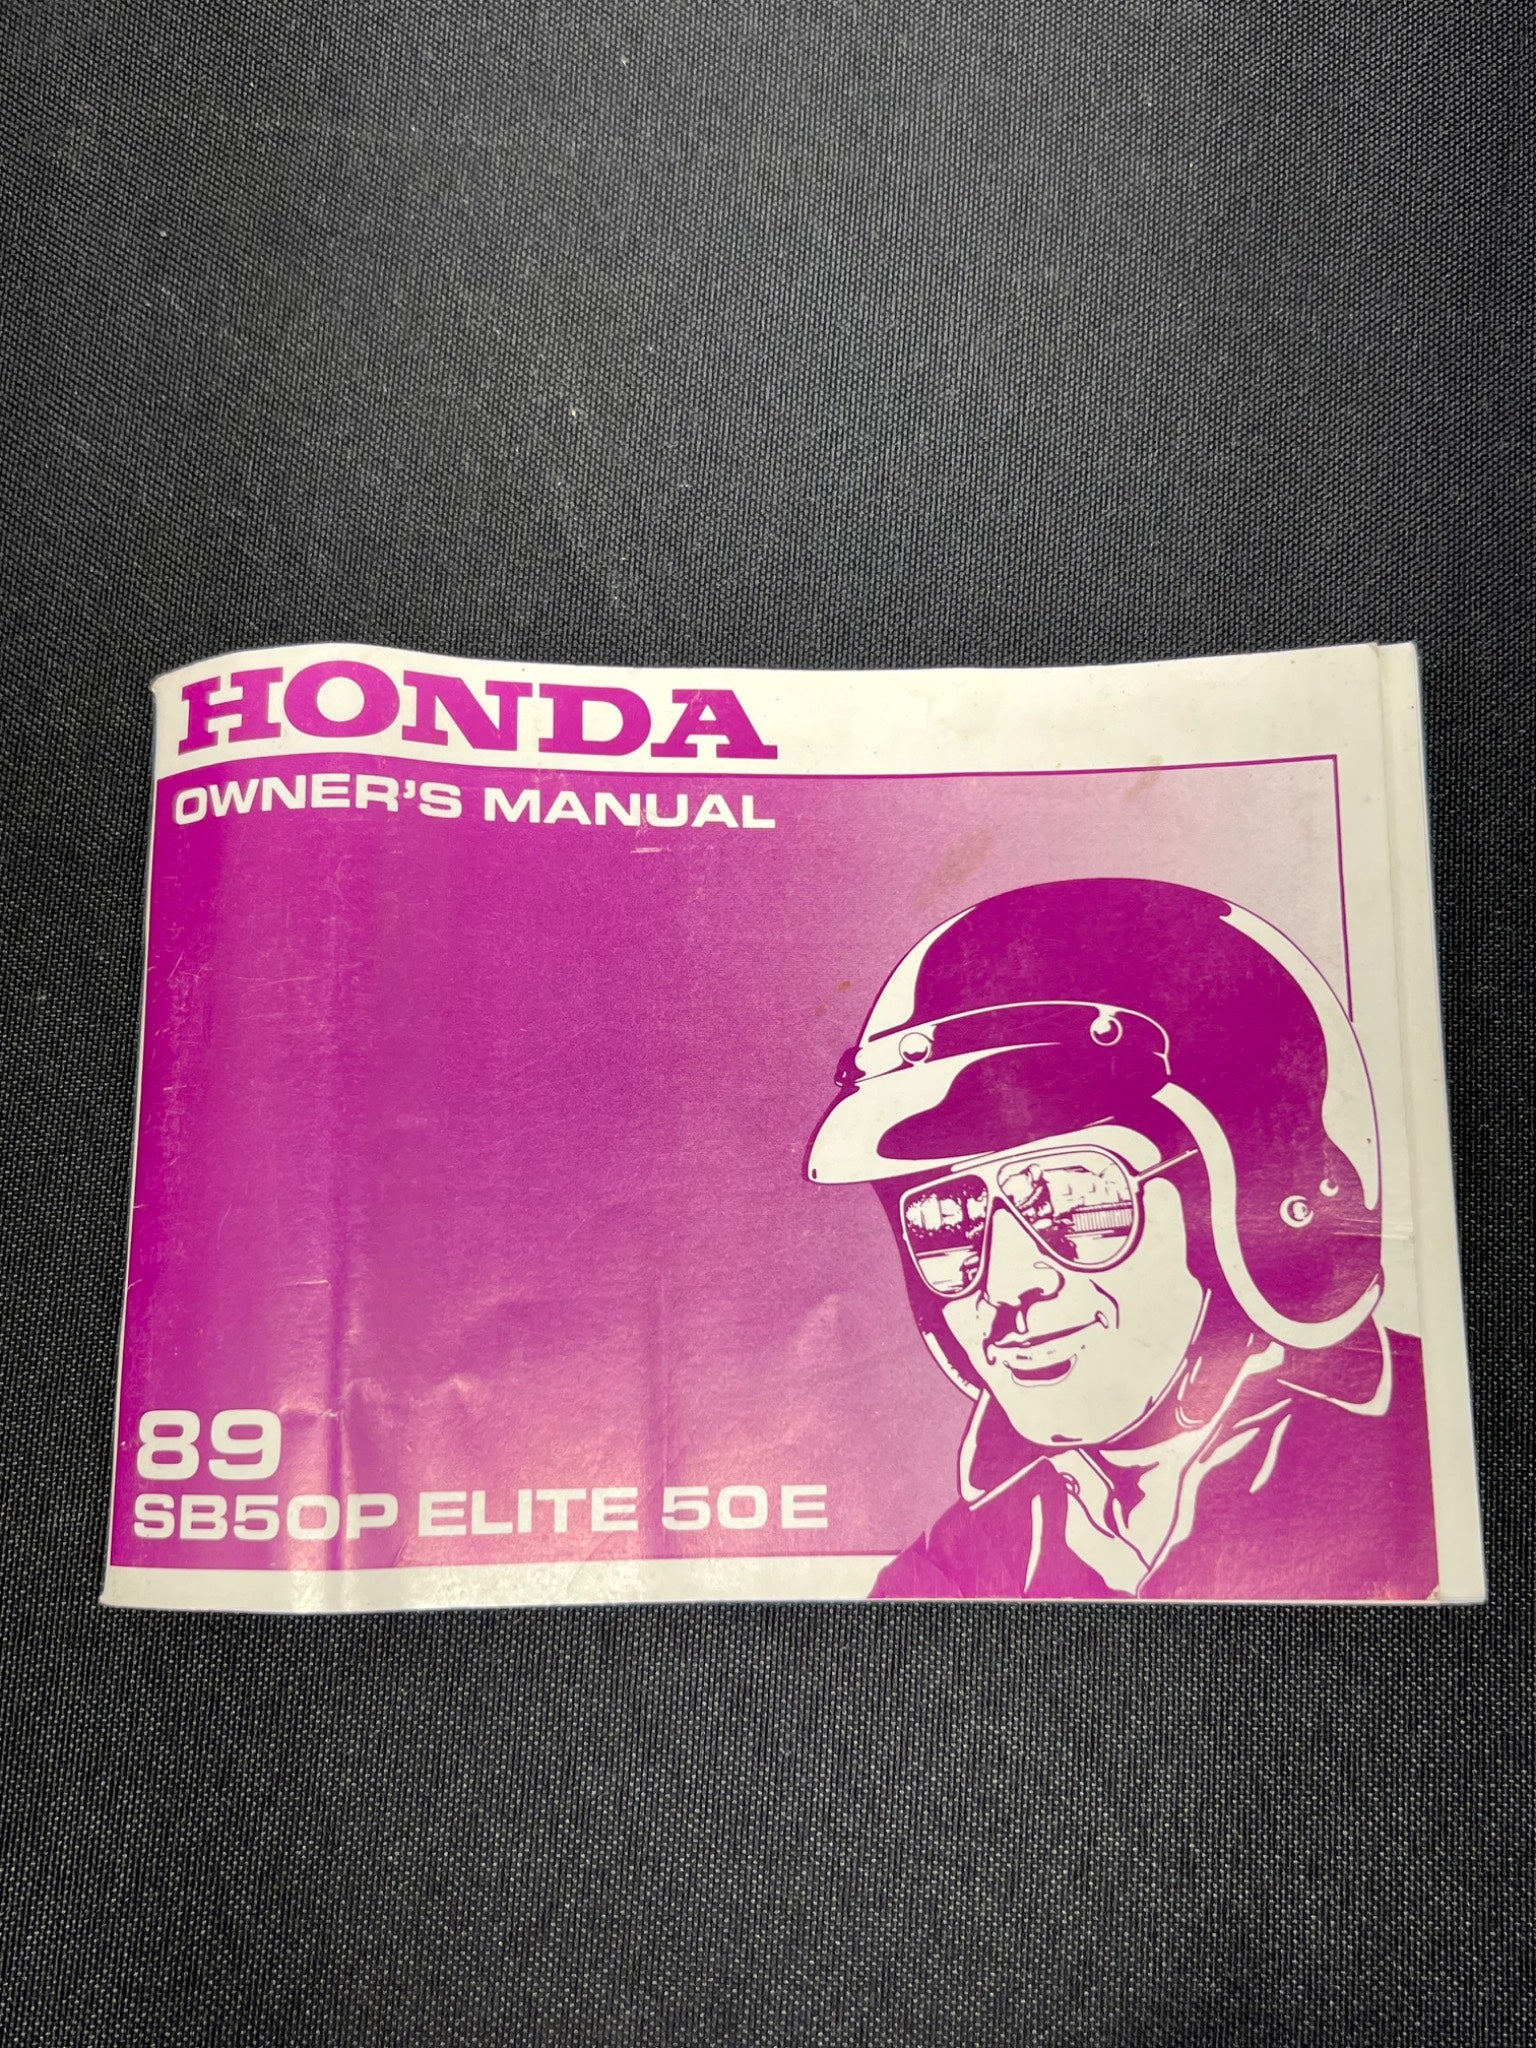 HONDA
OWNER'S MANUAL
89
SB50P ELITE 50E